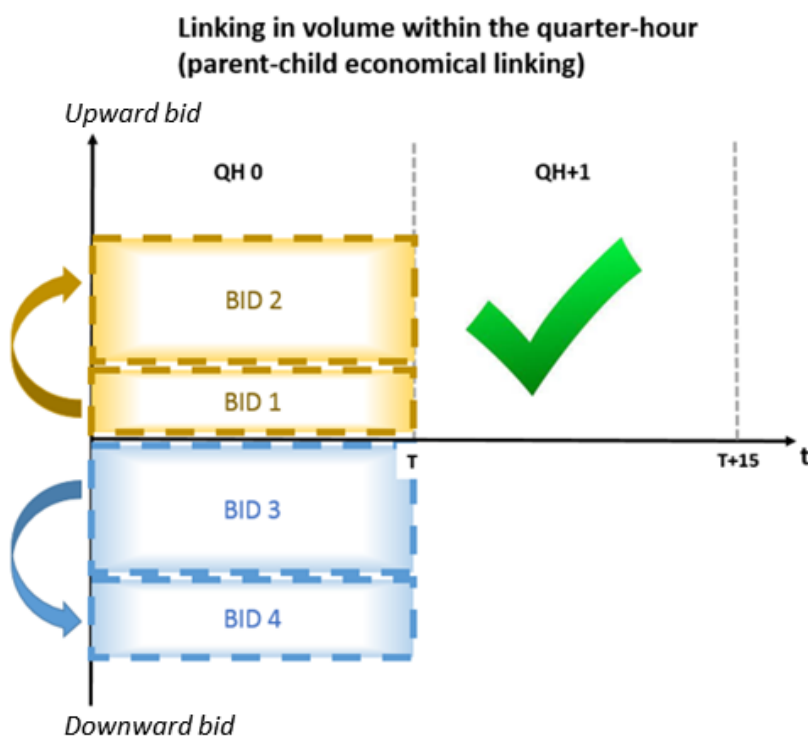 Linking in volume within the quarter-hour
(parent-child economical linking)
Upward bid
QH 0
QH+1
BID 2
BID 1
T
T+15
t
BID 3
BID 4
Downward bid